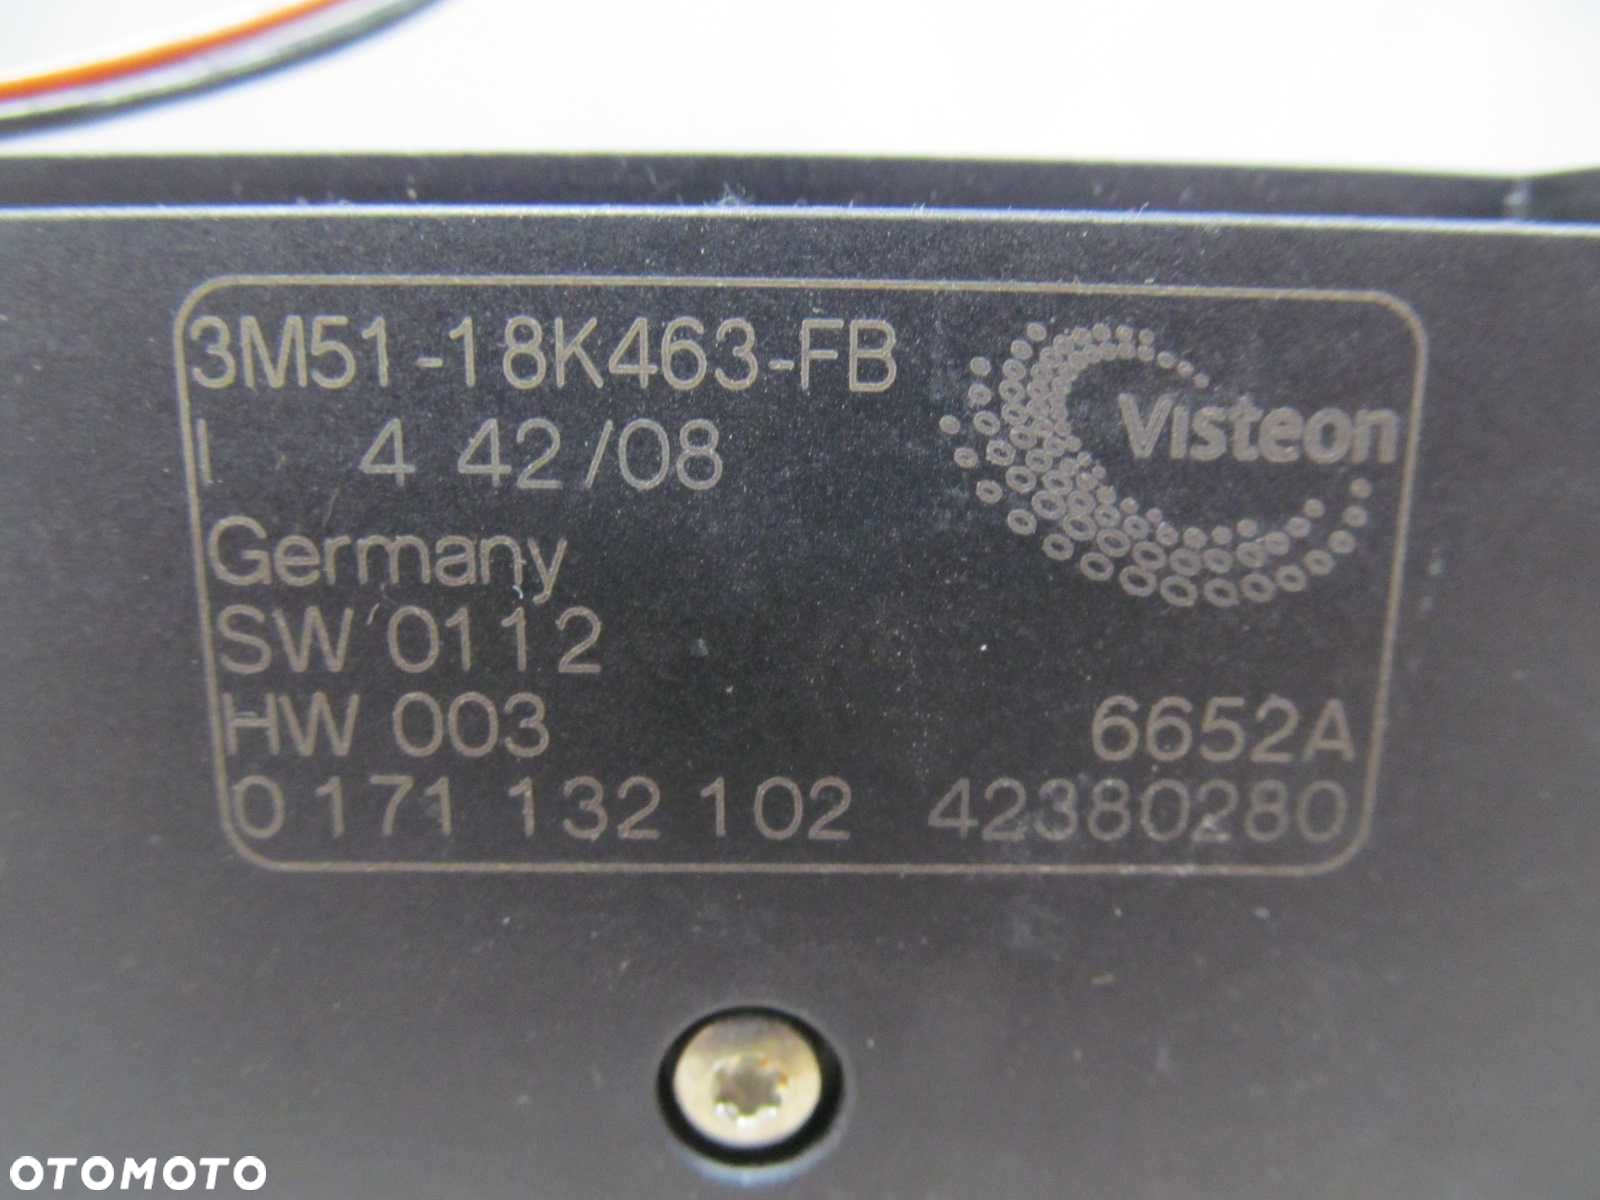 3M51-18K463-FB
Visteon
I 4 42/08
Germany
SW 0112
HW 003 6652A
0 171 132 102 42380280
OTOMOTO